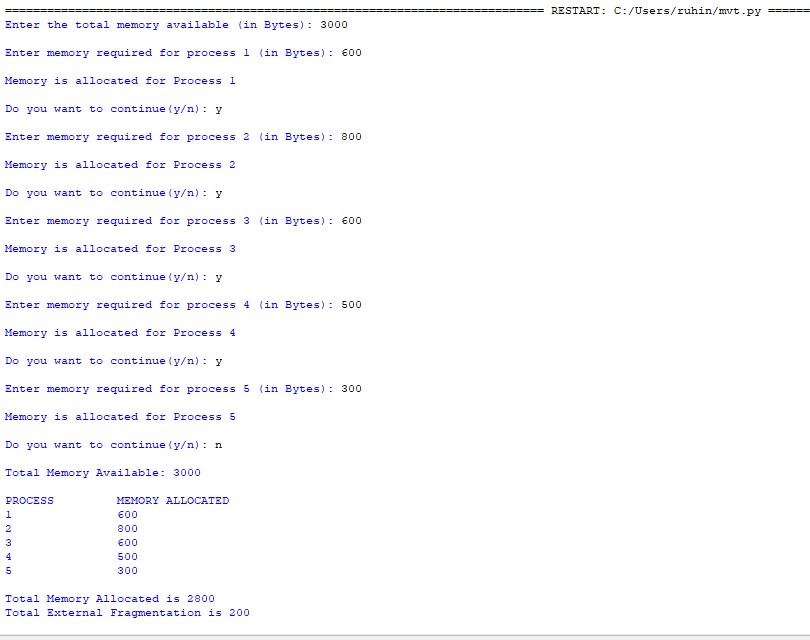 ============================================================================= RESTART: C:/Users/ruhin/mvt.py ======
Enter the total memory available (in Bytes): 3000
Enter memory required for process 1 (in Bytes): 600
Memory is allocated for Process 1
Do you want to continue(y/n): y
Enter memory required for process 2 (in Bytes): 800
Memory is allocated for Process 2
Do you want to continue(y/n): y
Enter memory required for process 3 (in Bytes): 600
Memory is allocated for Process 3
Do you want to continue(y/n): y
Enter memory required for process 4 (in Bytes): 500
Memory is allocated for Process 4
Do you want to continue(y/n): y
Enter memory required for process 5 (in Bytes): 300
Memory is allocated for Process 5
Do you want to continue(y/n): n
Total Memory Available: 3000
PROCESS         MEMORY ALLOCATED
1               600
2               800
3               600
4               500
5               300
Total Memory Allocated is 2800
Total External Fragmentation is 200